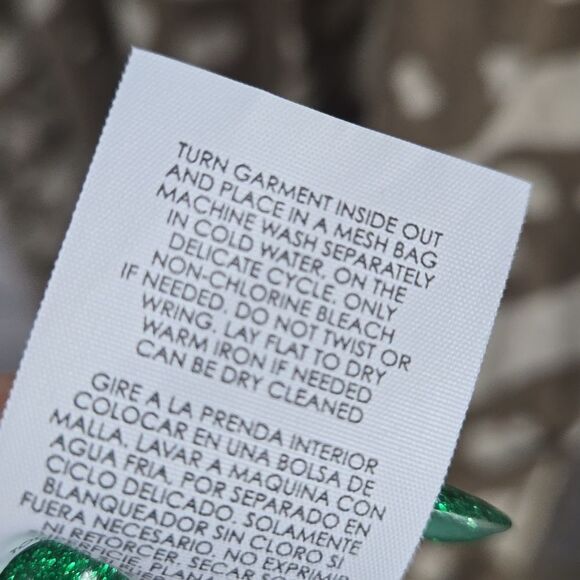 TURN GARMENT INSIDE OUT
AND PLACE IN A MESH BAG
MACHINE WASH SEPARATELY
IN COLD WATER, ON THE
DELICATE CYCLE. ONLY
NON-CHLORINE BLEACH
IF NEEDED. DO NOT TWIST OR
WRING. LAY FLAT TO DRY
WARM IRON IF NEEDED
CAN BE DRY CLEANED
GIRE A LA PRENDA INTERIOR
COLOCAR EN UNA BOLSA DE
MALLA. LAVAR A MAQUINA CON
AGUA FRIA, POR SEPARADO EN
CICLO DELICADO. SOLAMENTE
BLANQUEADOR SIN CLORO SI
FUERA NECESARIO. NO EXPRIMIR
NI RETORCER, SECAR